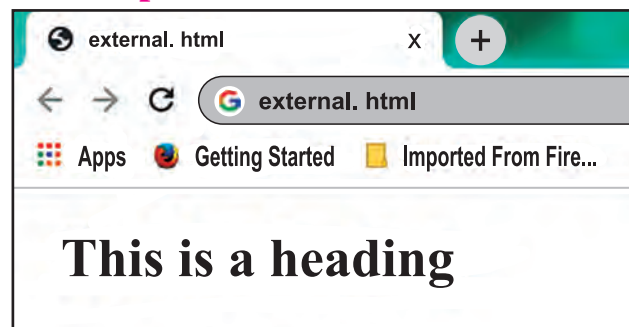 external. html x +
external. html
Apps Getting Started Imported From Fire...
This is a heading